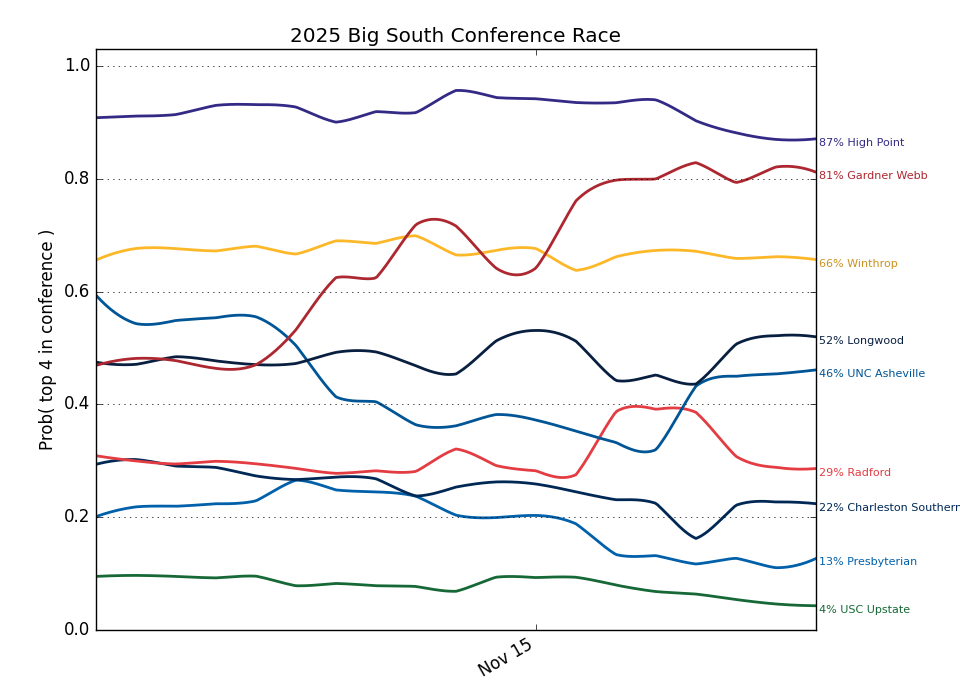 2025 Big South Conference Race
Prob( top 4 in conference )
1.0
0.8
0.6
0.4
0.2
0.0
Nov 15
87% High Point
81% Gardner Webb
66% Winthrop
52% Longwood
46% UNC Asheville
29% Radford
22% Charleston Southern
13% Presbyterian
4% USC Upstate